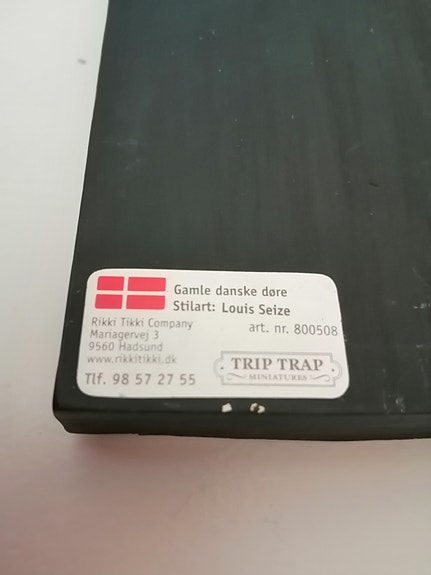 Gamle danske døre
Stilart: Louis Seize
art. nr. 800508
Rikki Tikki Company
Mariagervej 3
9560 Hadsund
www.rikkitikki.dk
Tlf. 98 57 27 55
TRIP TRAP
MINIATURES